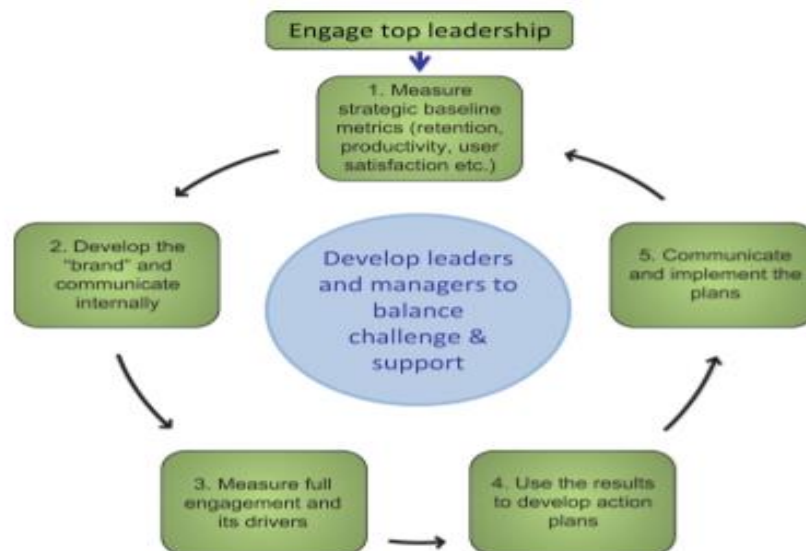 Engage top leadership
1. Measure
strategic baseline
metrics (retention,
productivity, user
satisfaction etc.)
2. Develop the
“brand” and
communicate
internally
Develop leaders
and managers to
balance
challenge &
support
5. Communicate
and implement the
plans
3. Measure full
engagement and
its drivers
4. Use the results
to develop action
plans